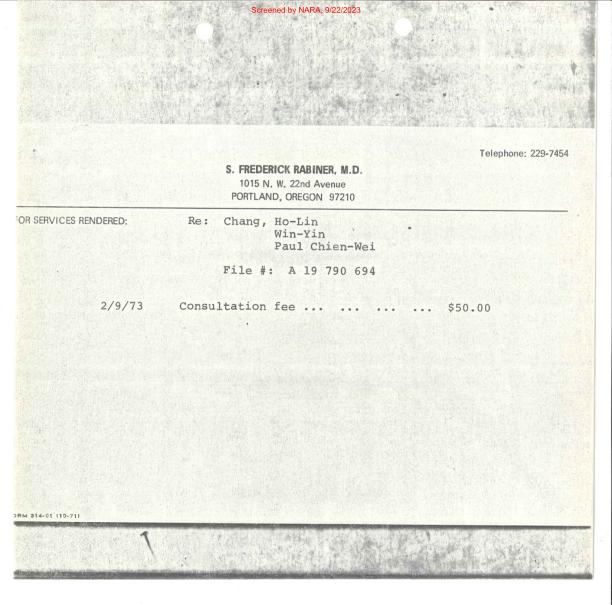 Screened by NARA, 9/22/2023
Telephone: 229-7454
S. FREDERICK RABINER, M.D.
1015 N. W. 22nd Avenue
PORTLAND, OREGON 97210
OR SERVICES RENDERED: Re: Chang, Ho-Lin
Win-Yin
Paul Chien-Wei
File #: A 19 790 694
2/9/73 Consultation fee ... ... ... ... $50.00
ORM 314-01 (10-71)